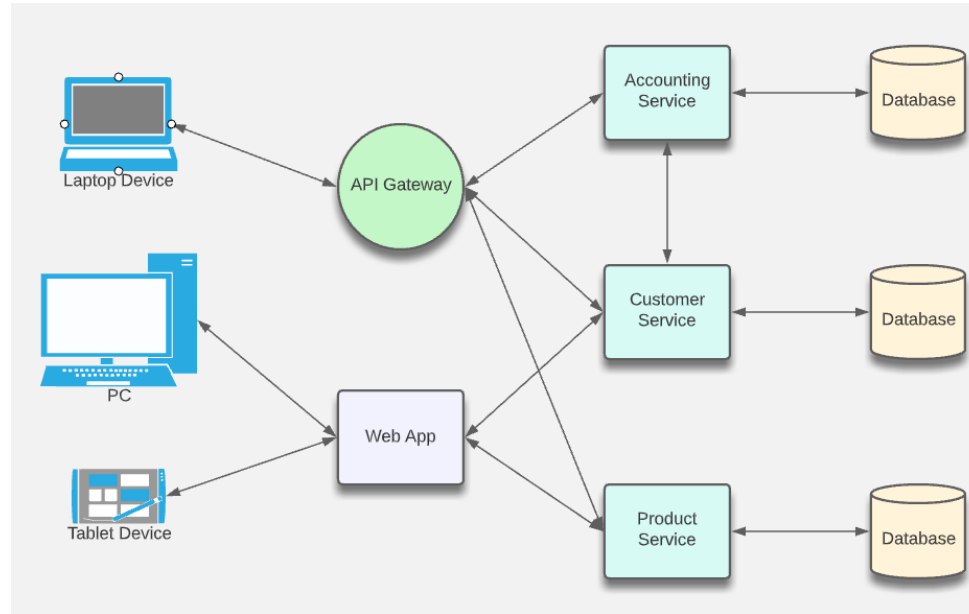 Laptop Device
API Gateway
Accounting
Service
Database
PC
Customer
Service
Database
Web App
Tablet Device
Product
Service
Database